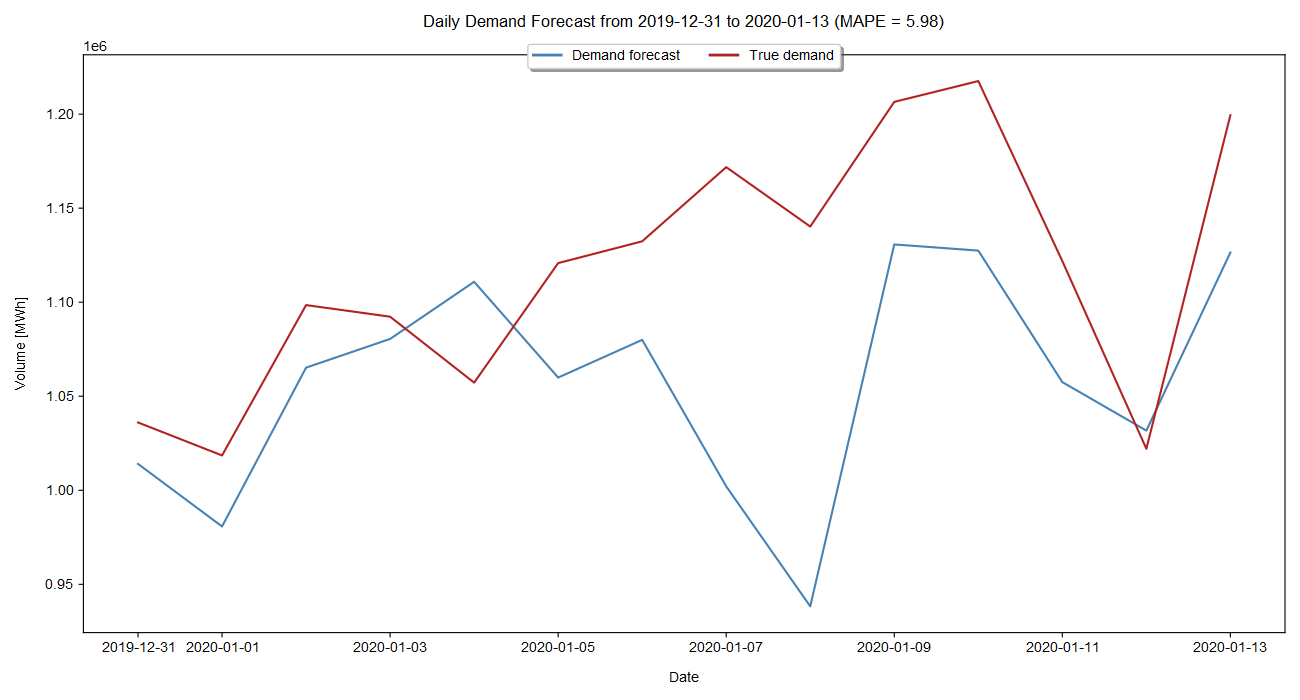 Daily Demand Forecast from 2019-12-31 to 2020-01-13 (MAPE = 5.98)
1e6
Demand forecast True demand
1.20
1.15
1.10
1.05
1.00
0.95
Volume [MWh]
2019-12-31 2020-01-01 2020-01-03 2020-01-05 2020-01-07 2020-01-09 2020-01-11 2020-01-13
Date